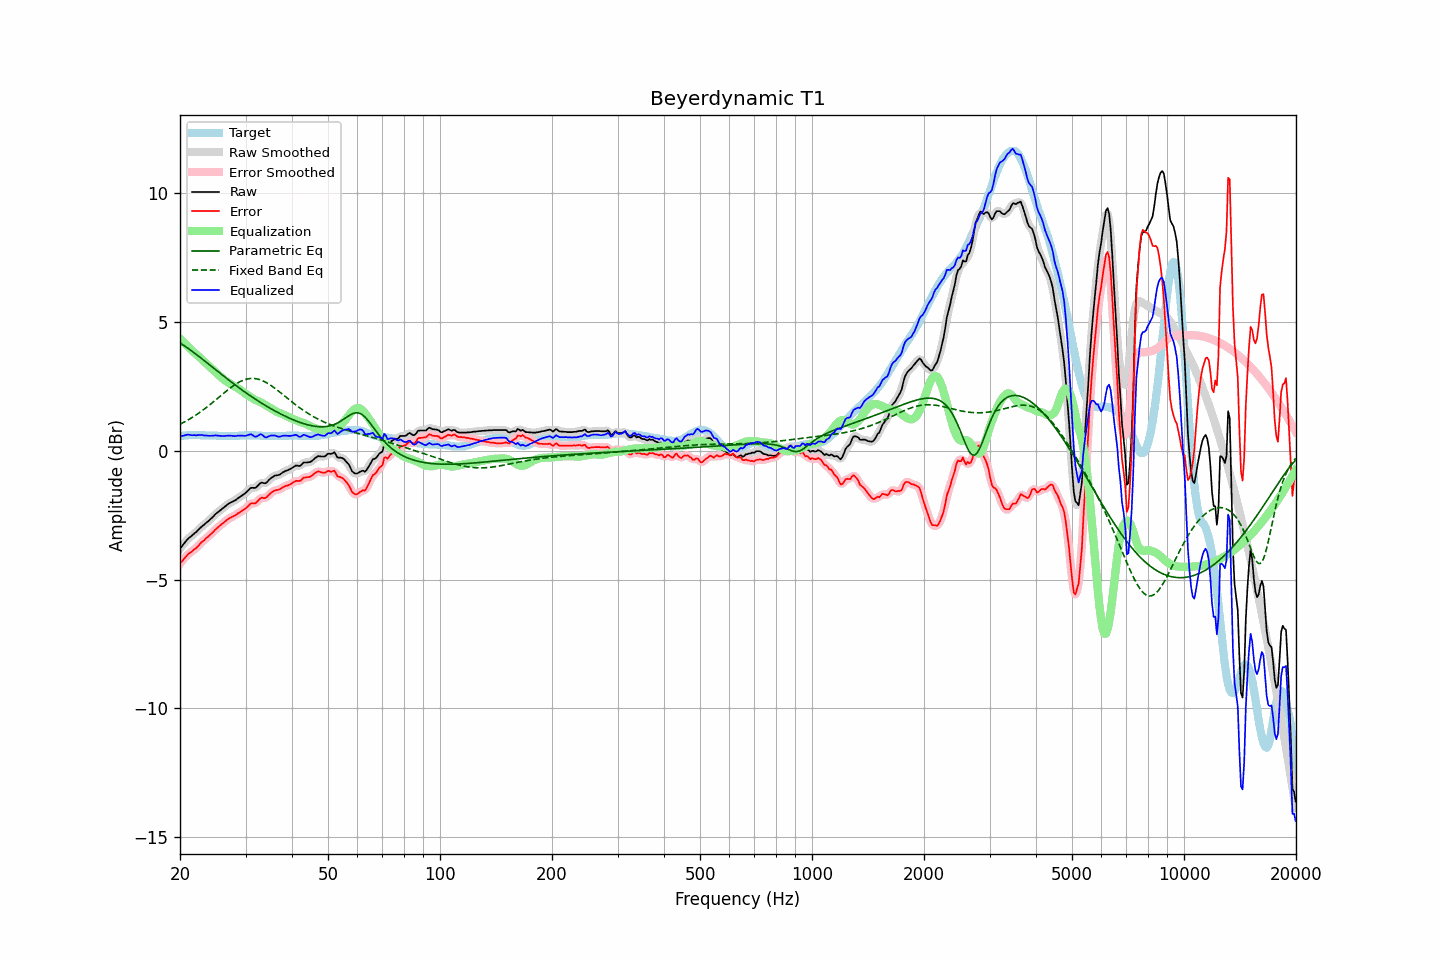 Beyerdynamic T1
Target
Raw Smoothed
Error Smoothed
Raw
Error
Equalization
Parametric Eq
Fixed Band Eq
Equalized
10
5
0
−5
−10
−15
Amplitude (dBr)
20 50 100 200 500 1000 2000 5000 10000 20000
Frequency (Hz)